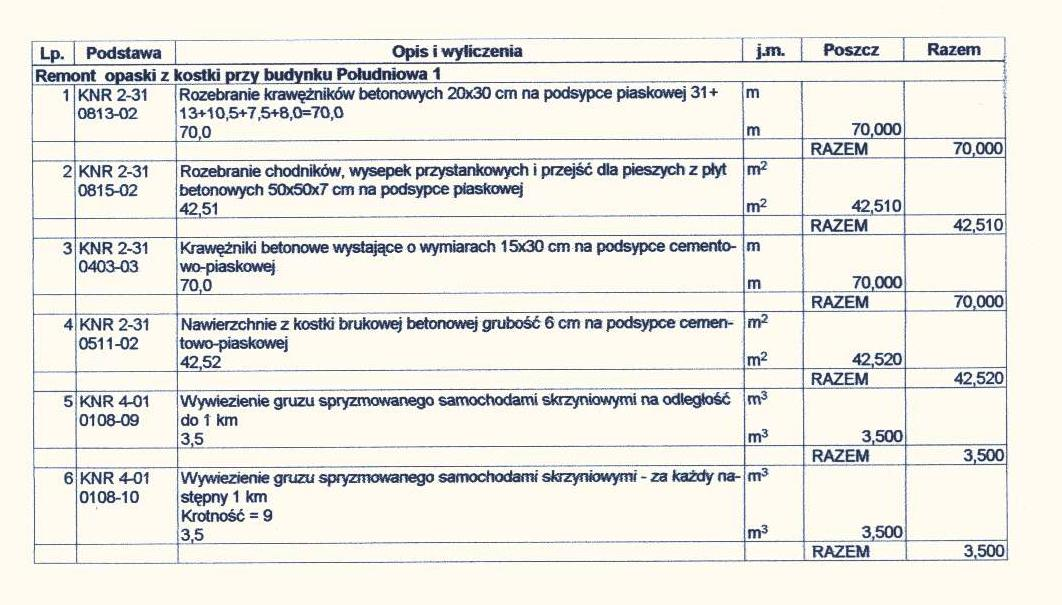 Lp. Podstawa Opis i wyliczenia j.m. Poszcz Razem
Remont opaski z kostki przy budynku Południowa 1
1 KNR 2-31 Rozebranie krawężników betonowych 20x30 cm na podsypce piaskowej 31+ m
0813-02 13+10,5+7,5+8,0=70,0
70,0 m 70,000
RAZEM 70,000
2 KNR 2-31 Rozebranie chodników, wysepek przystankowych i przejść dla pieszych z płyt m²
0815-02 betonowych 50x50x7 cm na podsypce piaskowej
42,51 m² 42,510
RAZEM 42,510
3 KNR 2-31 Krawężniki betonowe wystające o wymiarach 15x30 cm na podsypce cemento- m
0403-03 wo-piaskowej
70,0 m 70,000
RAZEM 70,000
4 KNR 2-31 Nawierzchnie z kostki brukowej betonowej grubość 6 cm na podsypce cemen- m²
0511-02 towo-piaskowej
42,52 m² 42,520
RAZEM 42,520
5 KNR 4-01 Wywiezienie gruzu spryzmowanego samochodami skrzyniowymi na odległość m³
0108-09 do 1 km
3,5 m³ 3,500
RAZEM 3,500
6 KNR 4-01 Wywiezienie gruzu spryzmowanego samochodami skrzyniowymi - za każdy na- m³
0108-10 stępny 1 km
Krotność = 9
3,5 m³ 3,500
RAZEM 3,500